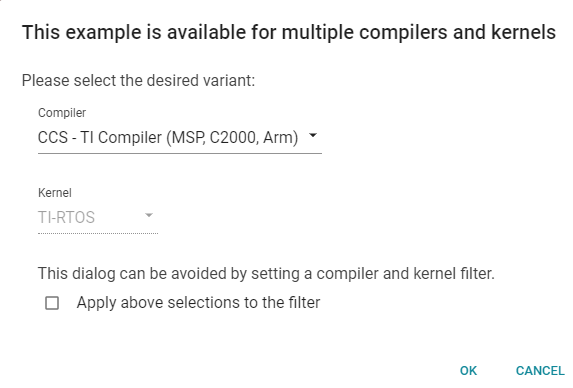 This example is available for multiple compilers and kernels
Please select the desired variant:
Compiler
CCS - TI Compiler (MSP, C2000, Arm)
Kernel
TI-RTOS
This dialog can be avoided by setting a compiler and kernel filter.
Apply above selections to the filter
OK CANCEL